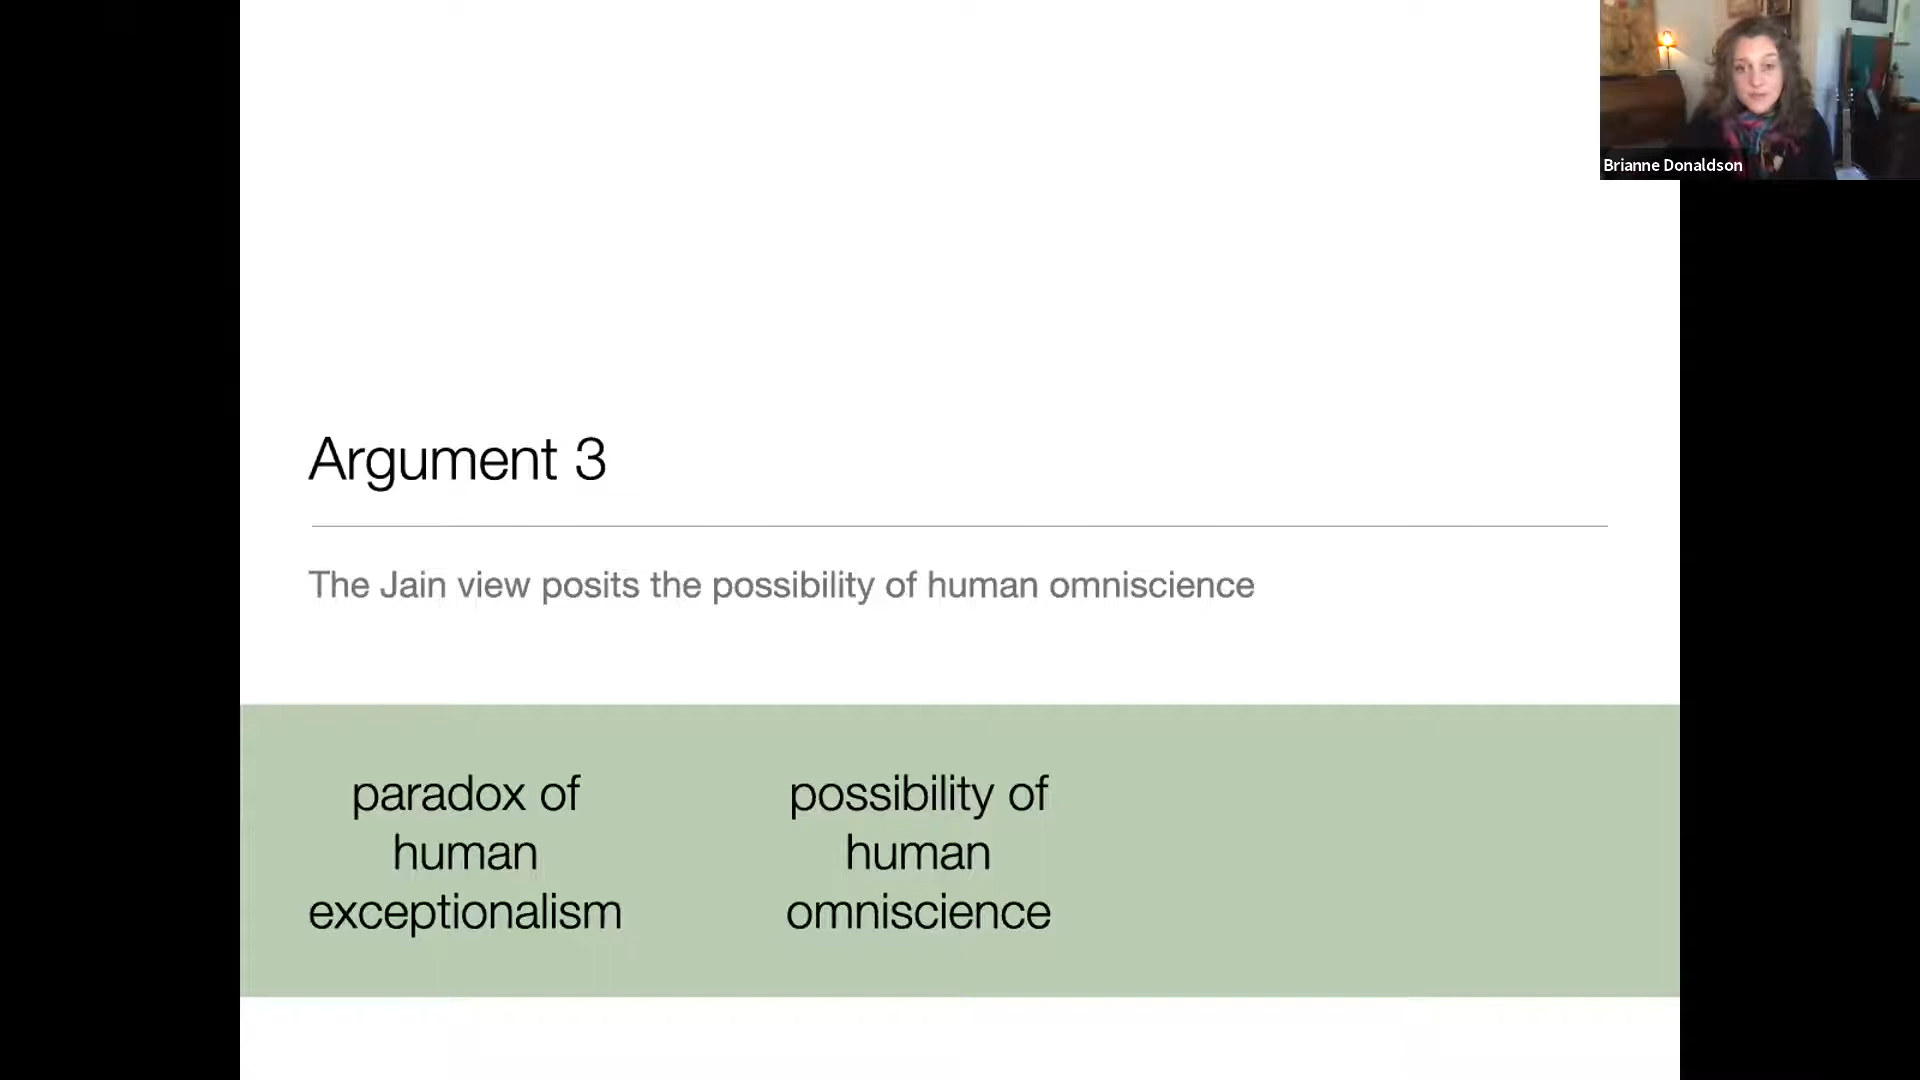 Brianne Donaldson
Argument 3
The Jain view posits the possibility of human omniscience
paradox of
human
exceptionalism
possibility of
human
omniscience